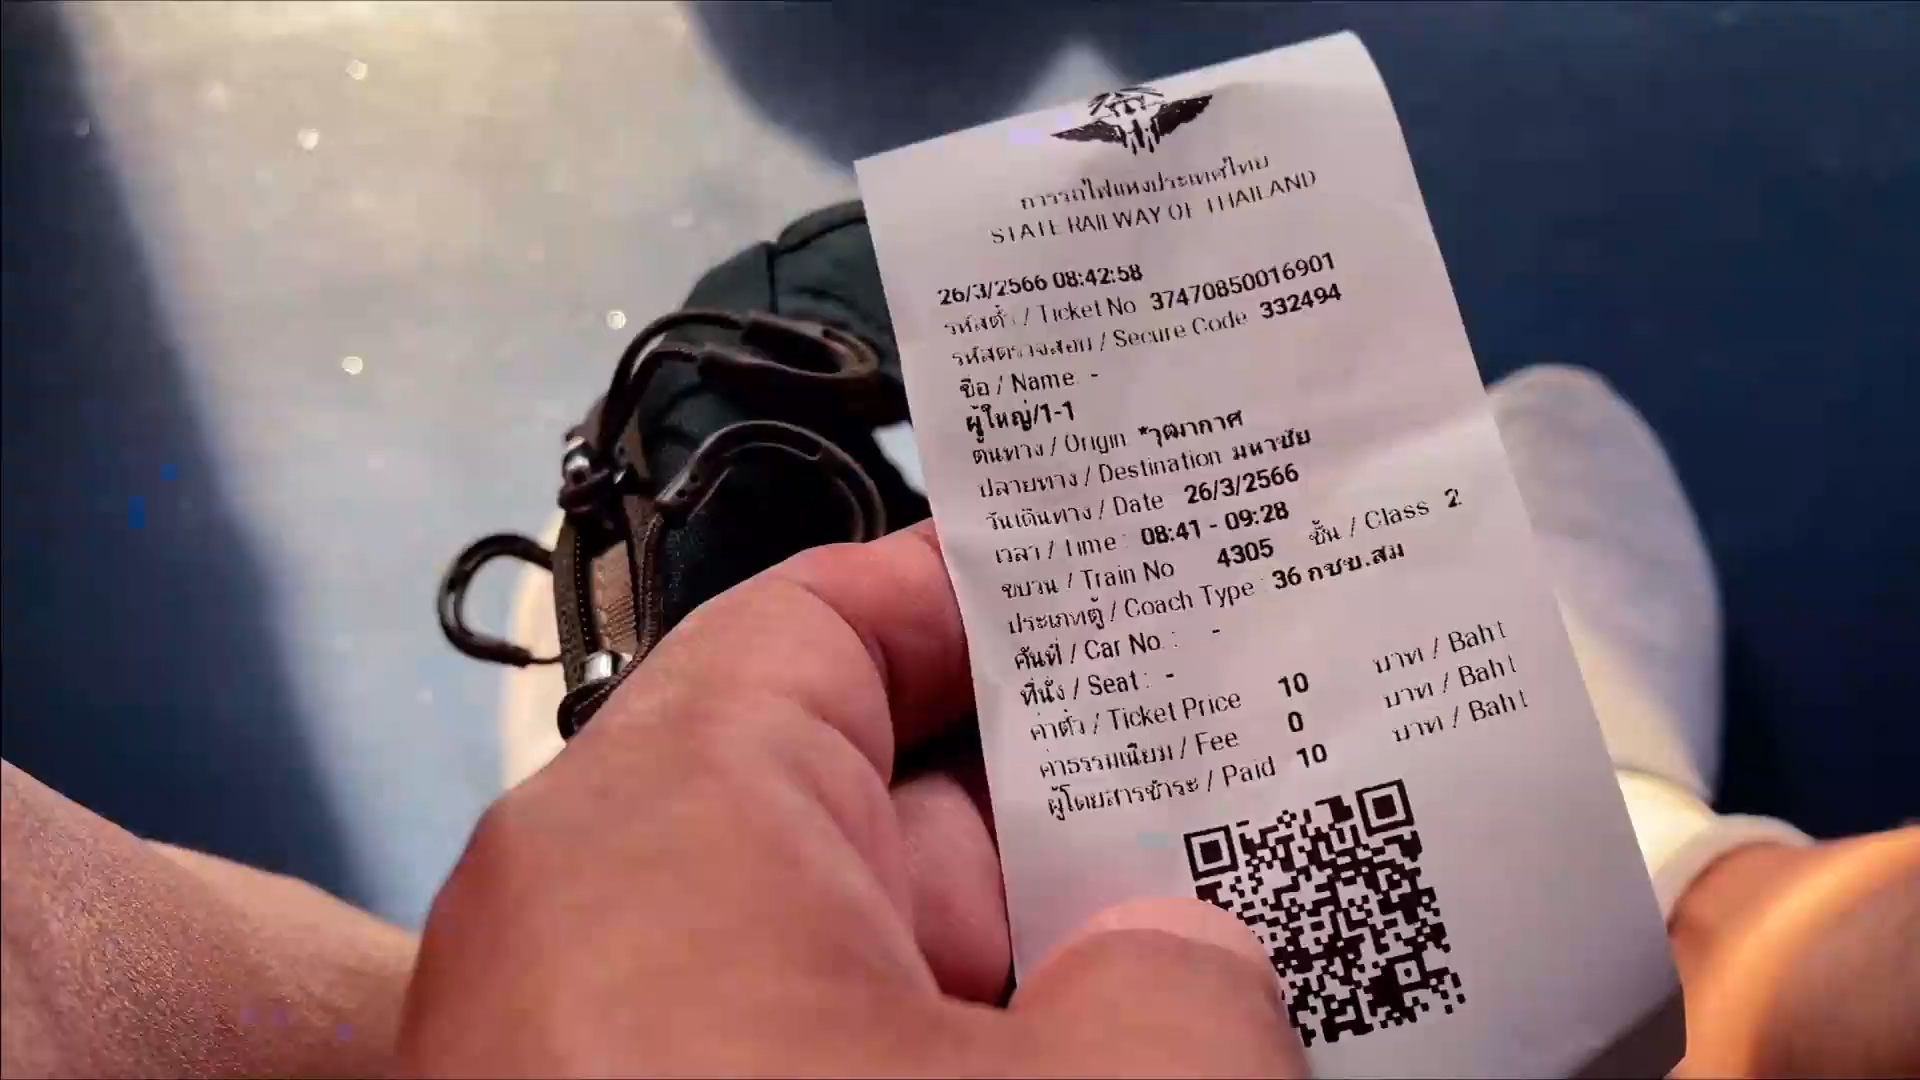 การรถไฟแห่งประเทศไทย
STATE RAILWAY OF THAILAND
26/3/2566 08:42:58
รหัสตั๋ว / Ticket No 37470850016901
รหัสตรวจสอบ / Secure Code 332494
ชื่อ / Name: -
ผู้ใหญ่/1-1
ต้นทาง / Origin *วุฒากาศ
ปลายทาง / Destination มหาชัย
วันเดินทาง / Date 26/3/2566
เวลา / Time : 08:41 - 09:28
ขบวน / Train No 4305 ชั้น / Class 2
ประเภทตู้ / Coach Type : 36 กซข.สม
คันที่ / Car No. : -
ที่นั่ง / Seat : -
ค่าตั๋ว / Ticket Price 10 บาท / Baht
ค่าธรรมเนียม / Fee 0 บาท / Baht
ผู้โดยสารชำระ / Paid 10 บาท / Baht